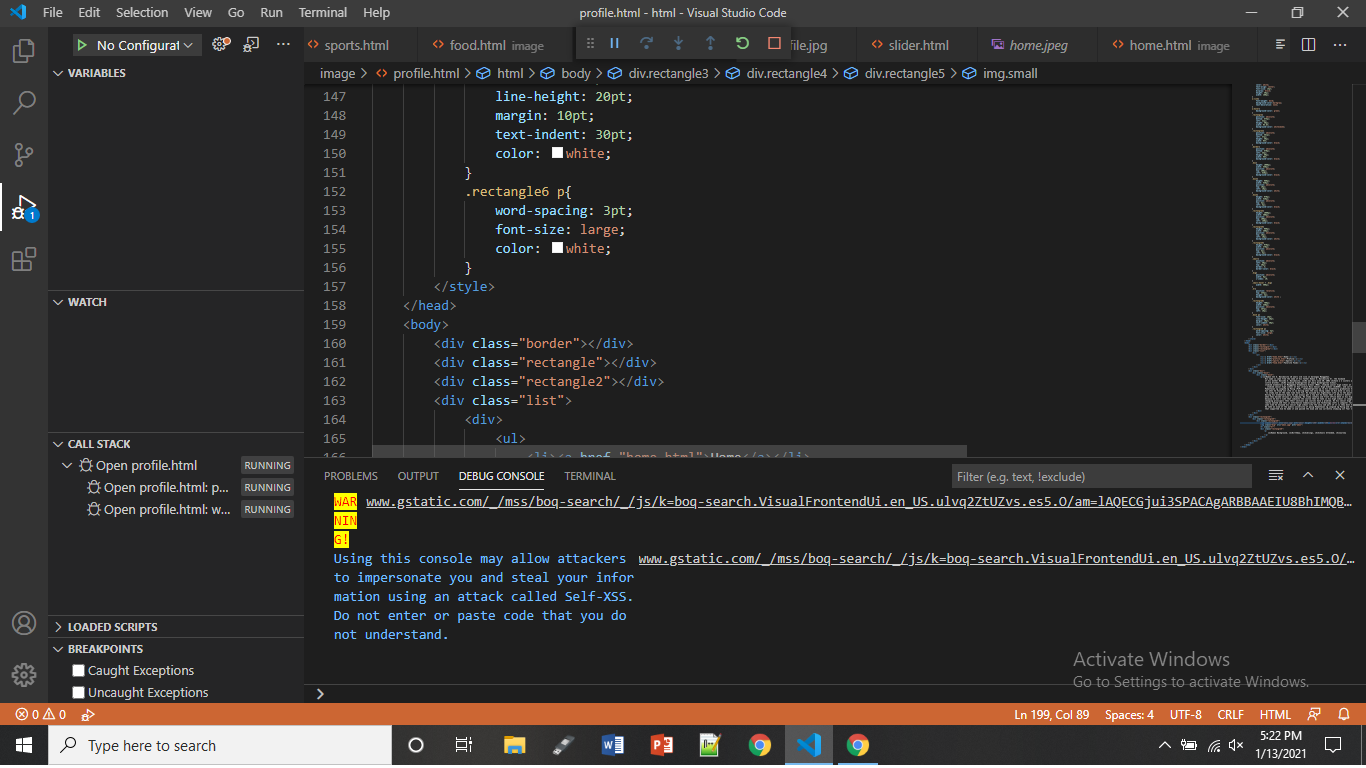 File Edit Selection View Go Run Terminal Help
profile.html - html - Visual Studio Code
No Configurat
sports.html
food.html image
file.jpg
slider.html
home.jpeg
home.html image
VARIABLES
image > profile.html > html > body > div.rectangle3 > div.rectangle4 > div.rectangle5 > img.small
147 line-height: 20pt;
148 margin: 10pt;
149 text-indent: 30pt;
150 color: white;
151 }
152 .rectangle6 p{
153 word-spacing: 3pt;
154 font-size: large;
155 color: white;
156 }
157 </style>
158 </head>
159 <body>
160 <div class="border"></div>
161 <div class="rectangle"></div>
162 <div class="rectangle2"></div>
163 <div class="list">
164 <div>
165 <ul>
166 <li><a href="home.html">Home</a></li>
WATCH
CALL STACK
Open profile.html RUNNING
Open profile.html: p... RUNNING
Open profile.html: w... RUNNING
LOADED SCRIPTS
BREAKPOINTS
Caught Exceptions
Uncaught Exceptions
PROBLEMS OUTPUT DEBUG CONSOLE TERMINAL
Filter (e.g. text, !exclude)
WAR www.gstatic.com/_/mss/boq-search/_/js/k=boq-search.VisualFrontendUi.en_US.ulvq2ZtUZvs.es5.O/am=lAQECGjui3SPACAgARBBAAEIU8BhIMQB…
NIN
G!
Using this console may allow attackers www.gstatic.com/_/mss/boq-search/_/js/k=boq-search.VisualFrontendUi.en_US.ulvq2ZtUZvs.es5.O/…
to impersonate you and steal your infor
mation using an attack called Self-XSS.
Do not enter or paste code that you do
not understand.
Activate Windows
Go to Settings to activate Windows.
1
0 0
Ln 199, Col 89 Spaces: 4 UTF-8 CRLF HTML
Type here to search
5:22 PM
1/13/2021